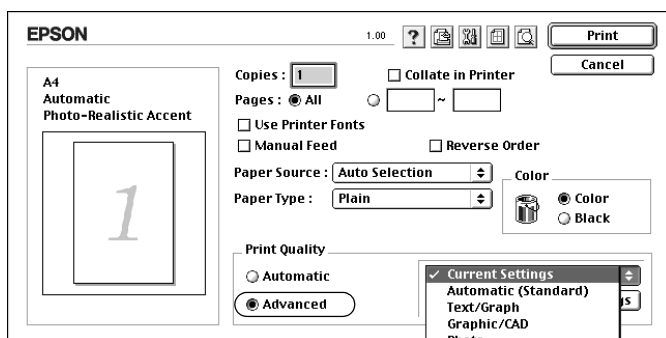 EPSON
1.00
?
Print
Cancel
A4
Automatic
Photo-Realistic Accent
1
Copies : 1
Collate in Printer
Pages : All ~
Use Printer Fonts
Manual Feed
Reverse Order
Paper Source : Auto Selection
Paper Type : Plain
Color
Color
Black
Print Quality
Automatic
Advanced
✓ Current Settings
Automatic (Standard)
Text/Graph
Graphic/CAD